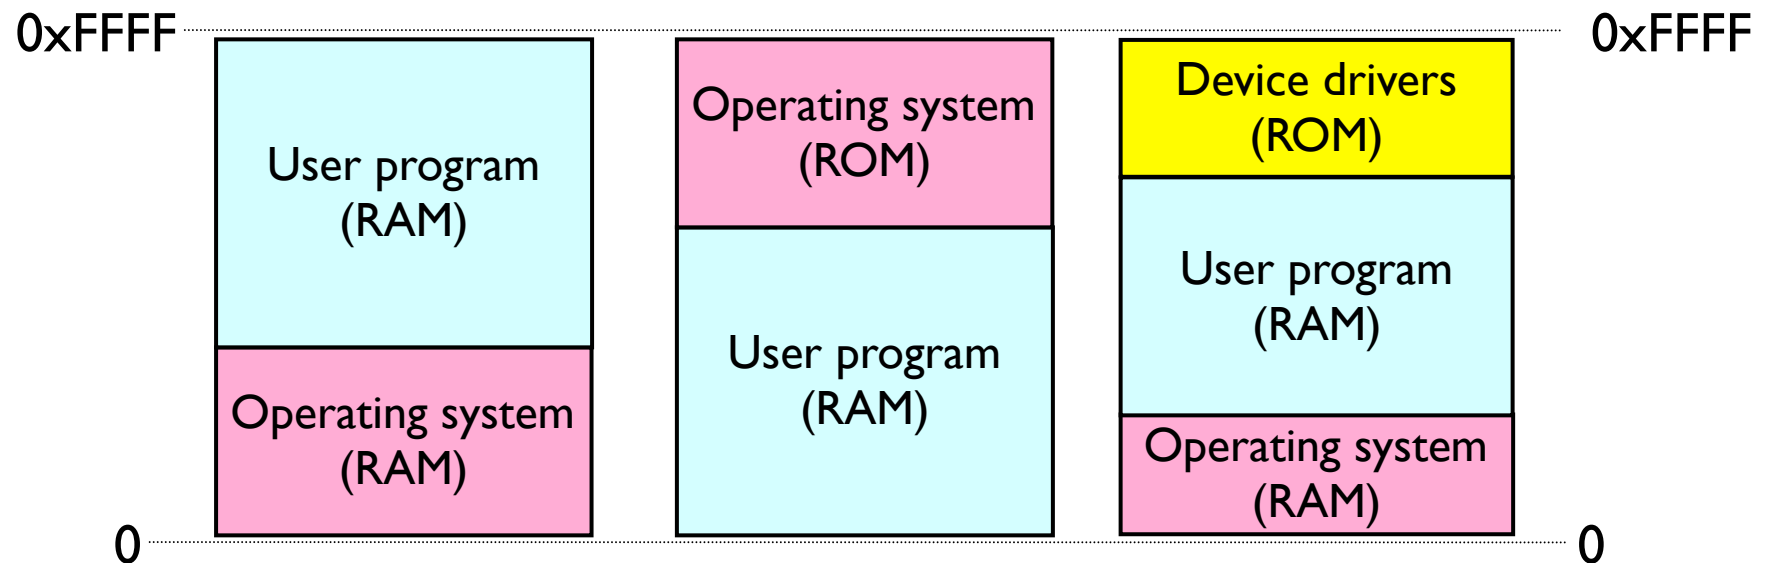 0xFFFF
0xFFFF
User program
(RAM)
Operating system
(RAM)
Operating system
(ROM)
User program
(RAM)
Device drivers
(ROM)
User program
(RAM)
Operating system
(RAM)
0
0